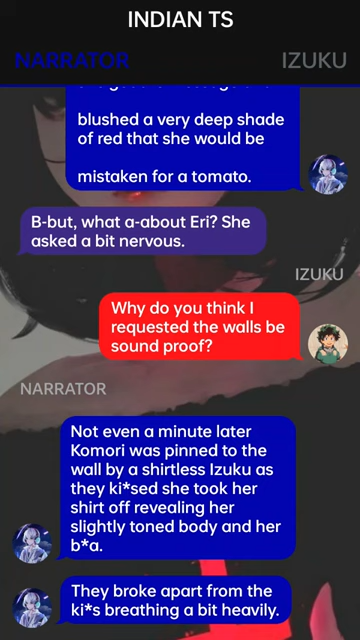 INDIAN TS
NARRATOR
IZUKU
blushed a very deep shade
of red that she would be
mistaken for a tomato.
B-but, what a-about Eri? She
asked a bit nervous.
IZUKU
Why do you think I
requested the walls be
sound proof?
NARRATOR
Not even a minute later
Komori was pinned to the
wall by a shirtless Izuku as
they ki*sed she took her
shirt off revealing her
slightly toned body and her
b*a.
They broke apart from the
ki*s breathing a bit heavily.